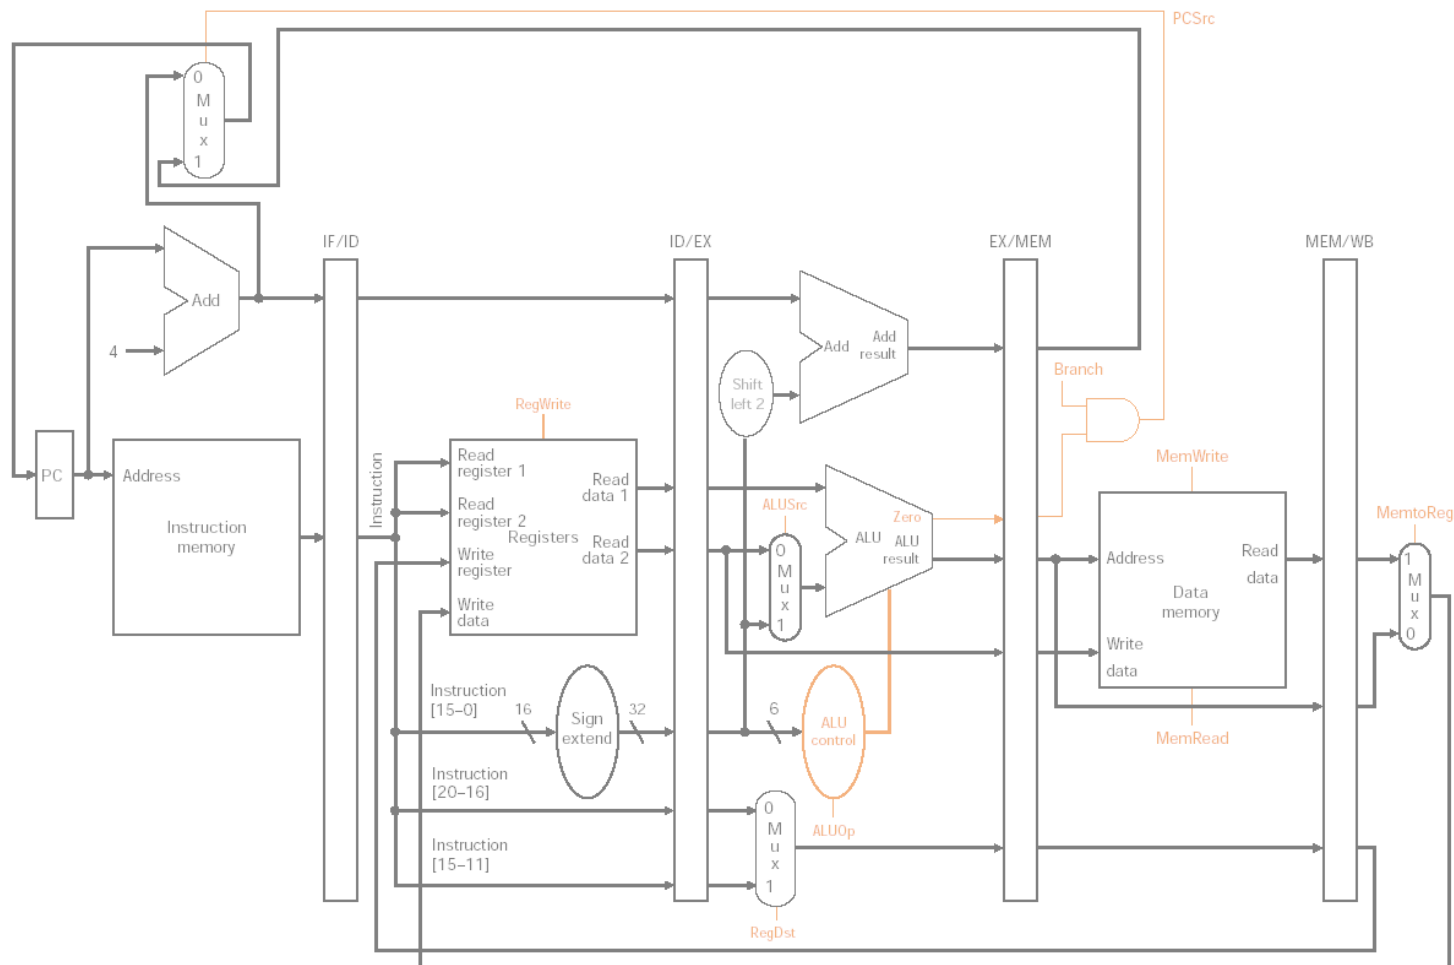 PCSrc
0
M
u
x
1
IF/ID
ID/EX
EX/MEM
MEM/WB
Add
4
Add
Add
result
Shift
left 2
Branch
RegWrite
PC
Address
Instruction
memory
Instruction
Read
register 1
Read
register 2
Write
register
Write
data
Registers
Read
data 1
Read
data 2
ALUSrc
0
M
u
x
1
Zero
ALU
ALU
result
MemWrite
Address
Read
data
Data
memory
Write
data
MemRead
MemtoReg
1
M
u
x
0
Instruction
[15–0]
16
Sign
extend
32
6
ALU
control
ALUOp
Instruction
[20–16]
Instruction
[15–11]
0
M
u
x
1
RegDst